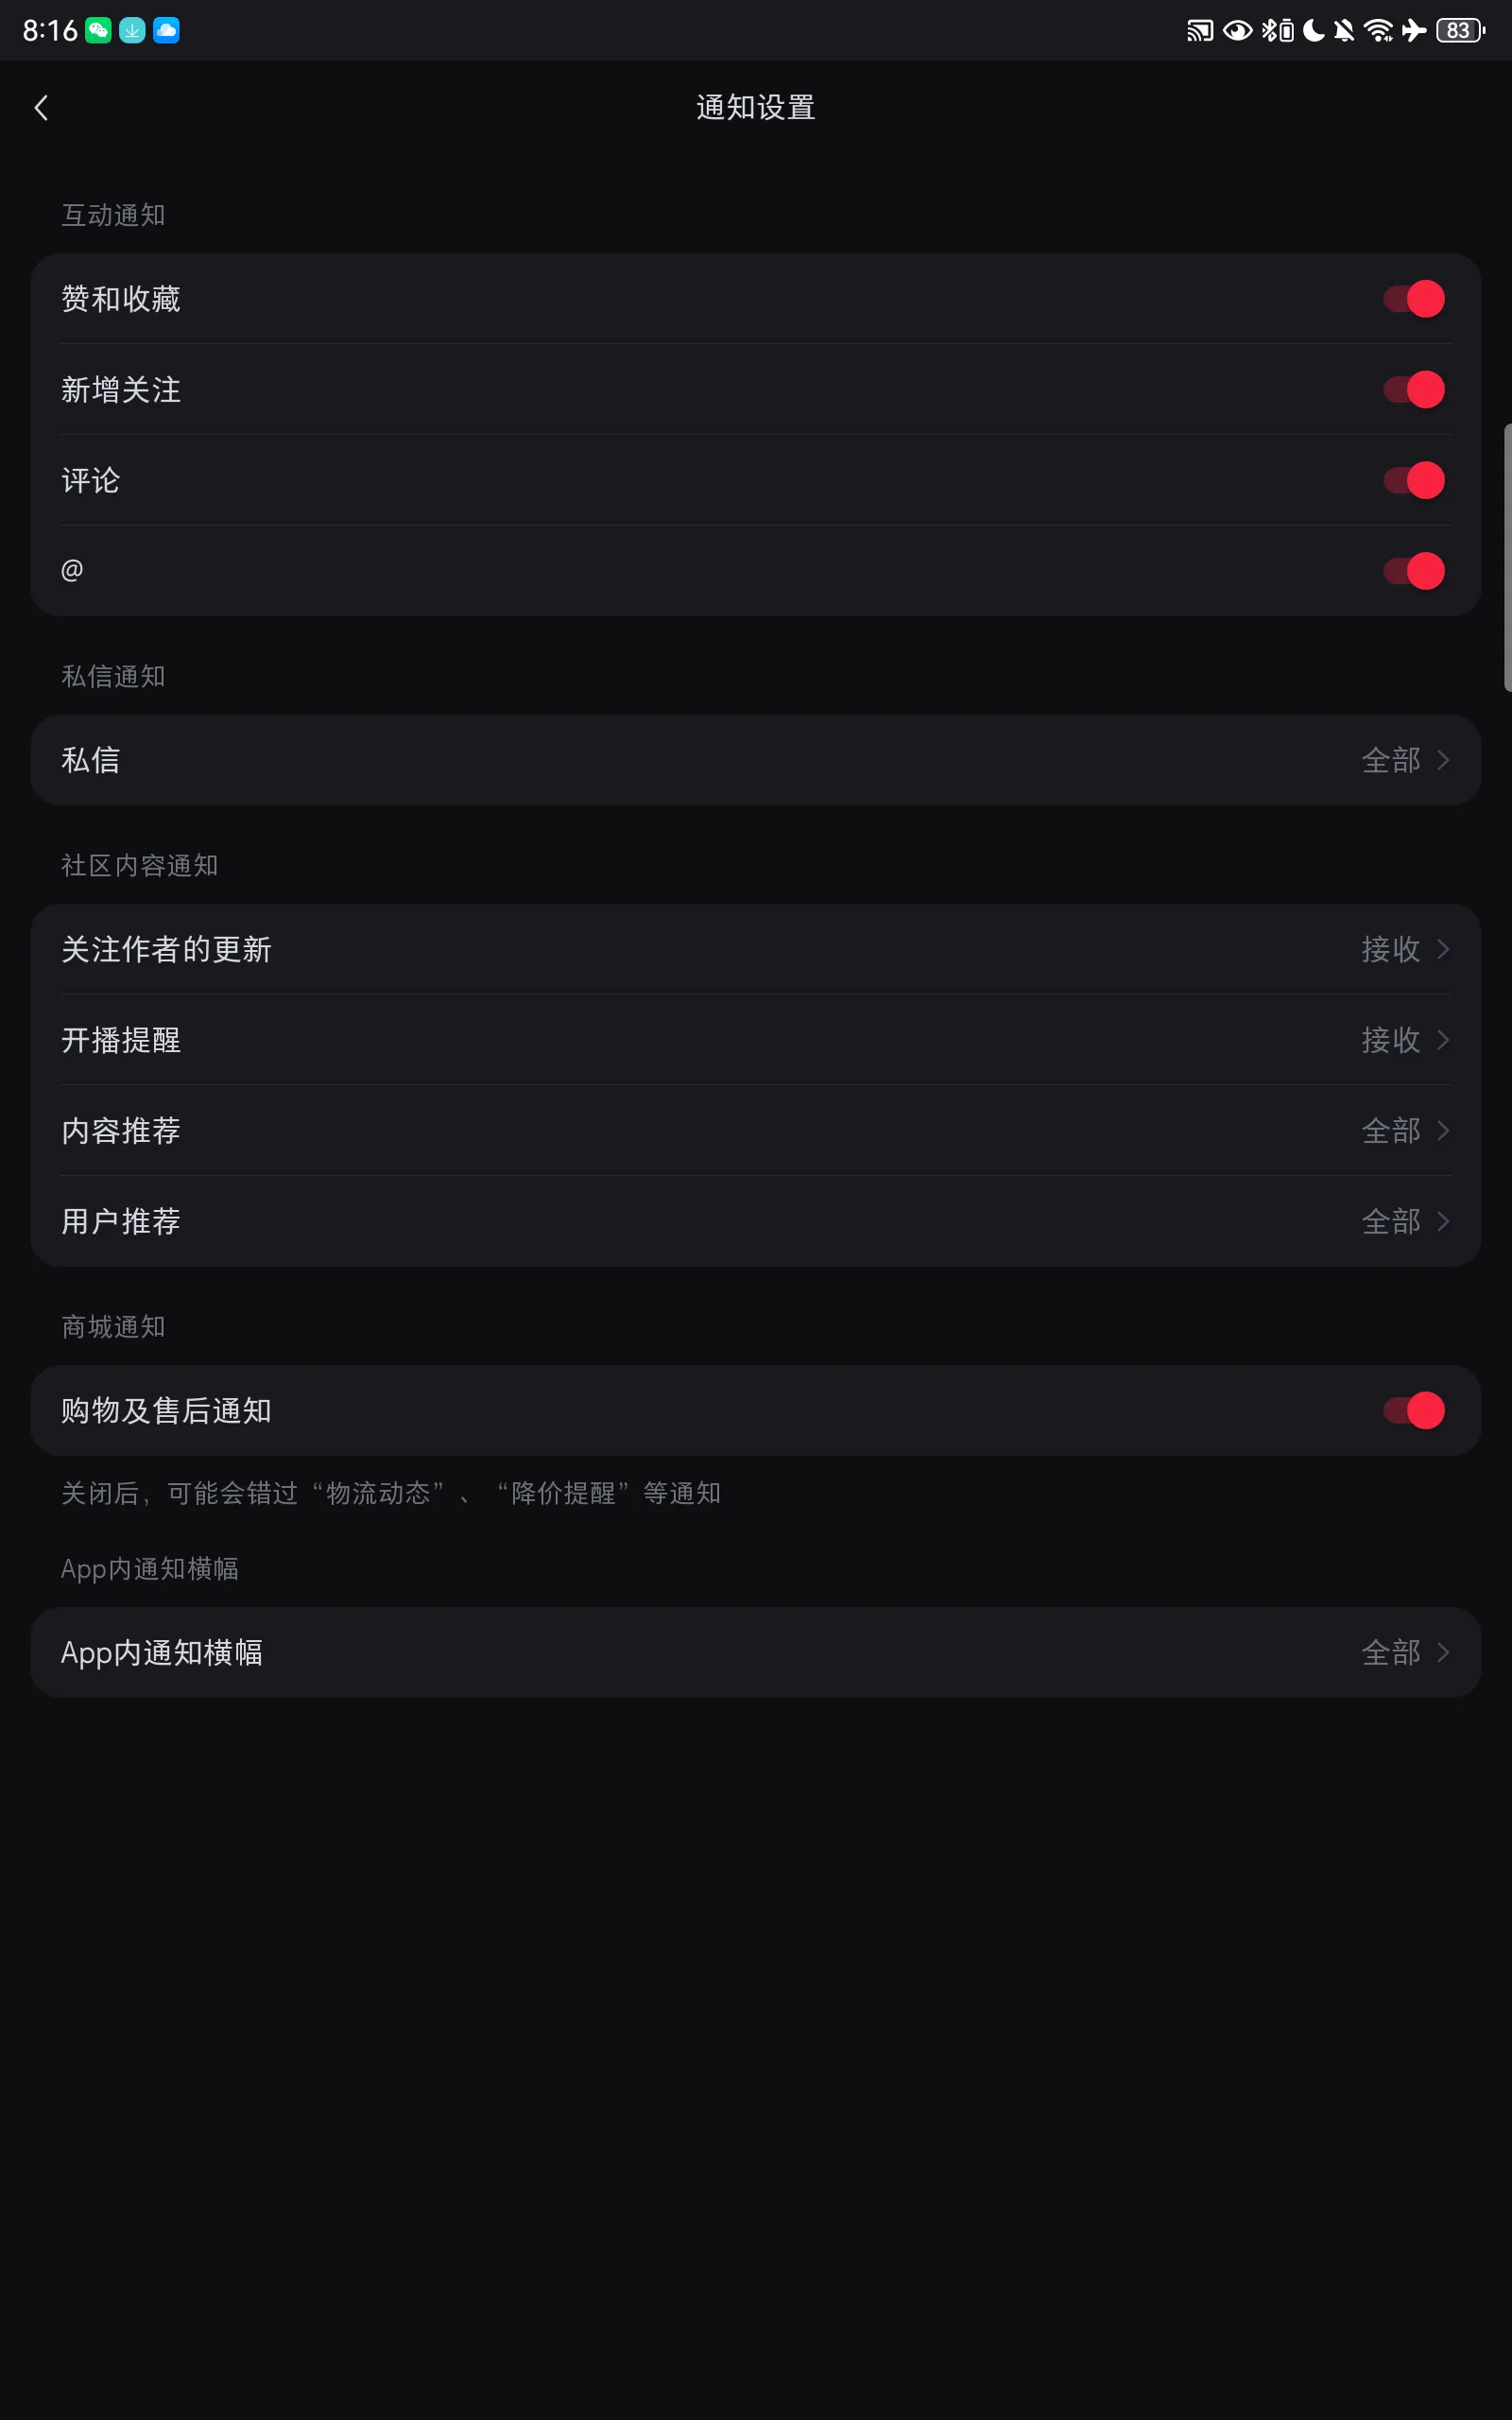 8:16
83
通知设置
互动通知
赞和收藏
新增关注
评论
@
私信通知
私信 全部
社区内容通知
关注作者的更新 接收
开播提醒 接收
内容推荐 全部
用户推荐 全部
商城通知
购物及售后通知
关闭后，可能会错过“物流动态”、“降价提醒”等通知
App内通知横幅
App内通知横幅 全部